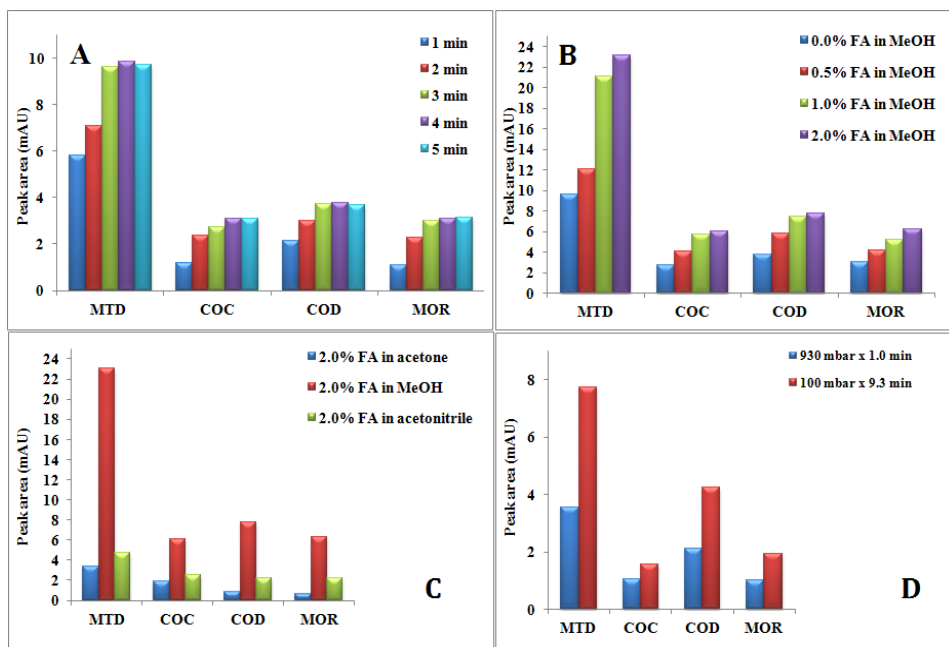 A
1 min
2 min
3 min
4 min
5 min
Peak area (mAU)
10
8
6
4
2
0
MTD COC COD MOR
B
0.0% FA in MeOH
0.5% FA in MeOH
1.0% FA in MeOH
2.0% FA in MeOH
Peak area (mAU)
24
22
20
18
16
14
12
10
8
6
4
2
0
MTD COC COD MOR
2.0% FA in acetone
2.0% FA in MeOH
2.0% FA in acetonitrile
Peak area (mAU)
24
22
20
18
16
14
12
10
8
6
4
2
0
MTD COC COD MOR
C
930 mbar x 1.0 min
100 mbar x 9.3 min
Peak area (mAU)
8
6
4
2
0
MTD COC COD MOR
D